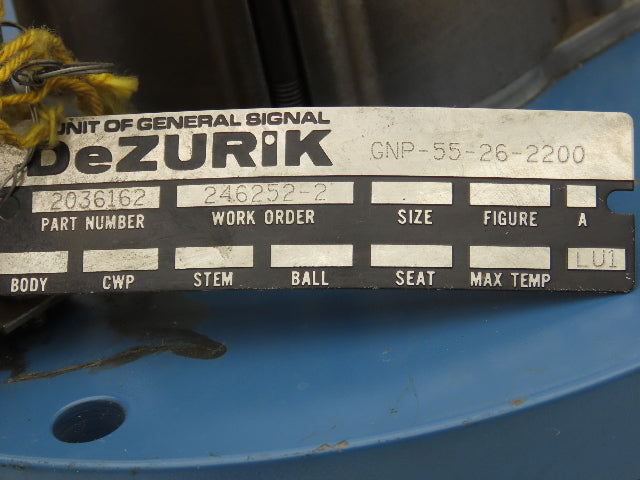 UNIT OF GENERAL SIGNAL
DeZURiK GNP-55-26-2200
2036162 246252-2
PART NUMBER WORK ORDER SIZE FIGURE A
LU1
BODY CWP STEM BALL SEAT MAX TEMP